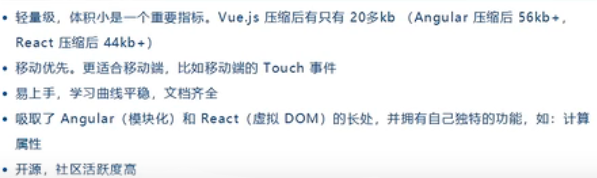 • 轻量级，体积小是一个重要指标。Vue.js 压缩后有只有 20多kb （Angular 压缩后 56kb+，
React 压缩后 44kb+）
• 移动优先。更适合移动端，比如移动端的 Touch 事件
• 易上手，学习曲线平稳，文档齐全
• 吸取了 Angular（模块化）和 React（虚拟 DOM）的长处，并拥有自己独特的功能，如：计算
属性
• 开源，社区活跃度高